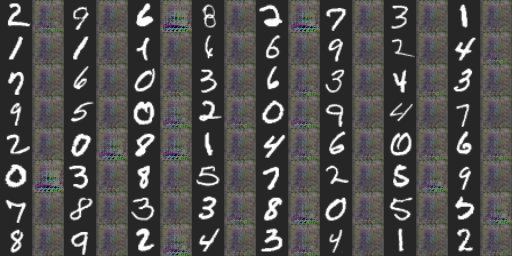 2 9 6 8 2 7 3 1
1 1 1 6 6 9 2 4
7 6 0 3 6 3 4 3
9 5 0 2 0 9 4 7
2 0 8 1 4 6 0 6
0 3 8 5 7 2 5 9
7 8 3 3 8 0 5 5
8 9 2 4 3 4 1 2